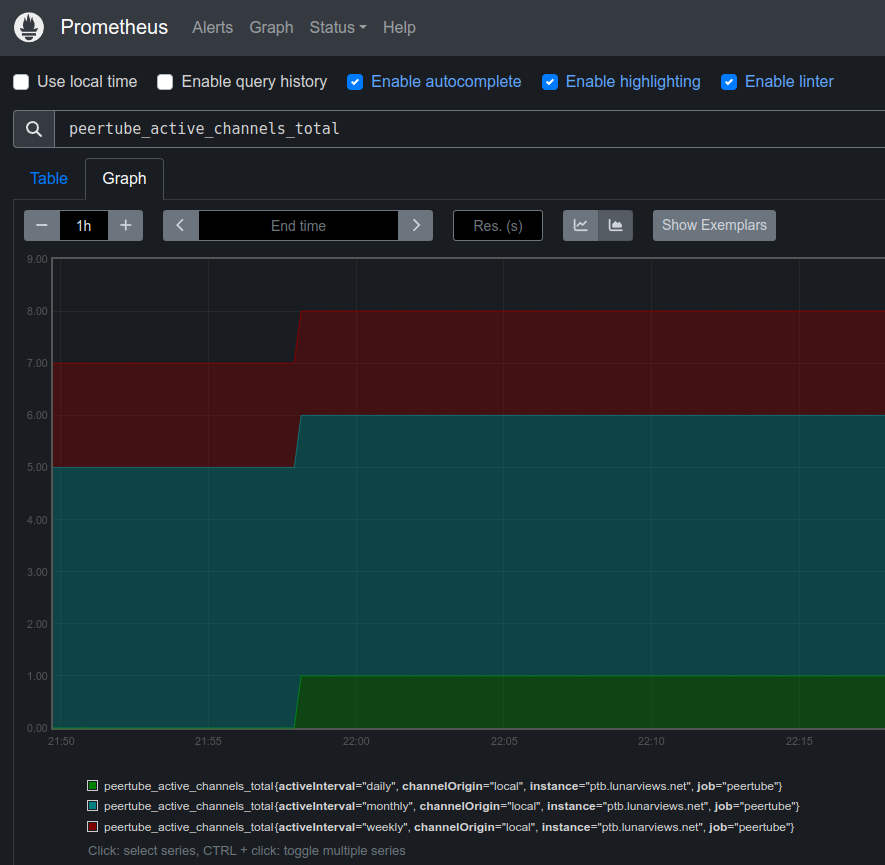 Prometheus Alerts Graph Status Help
Use local time Enable query history Enable autocomplete Enable highlighting Enable linter
peertube_active_channels_total
Table Graph
1h End time Res. (s) Show Exemplars
9.00
8.00
7.00
6.00
5.00
4.00
3.00
2.00
1.00
0.00
21:50 21:55 22:00 22:05 22:10 22:15
peertube_active_channels_total{activeInterval="daily", channelOrigin="local", instance="ptb.lunarviews.net", job="peertube"}
peertube_active_channels_total{activeInterval="monthly", channelOrigin="local", instance="ptb.lunarviews.net", job="peertube"}
peertube_active_channels_total{activeInterval="weekly", channelOrigin="local", instance="ptb.lunarviews.net", job="peertube"}
Click: select series, CTRL + click: toggle multiple series